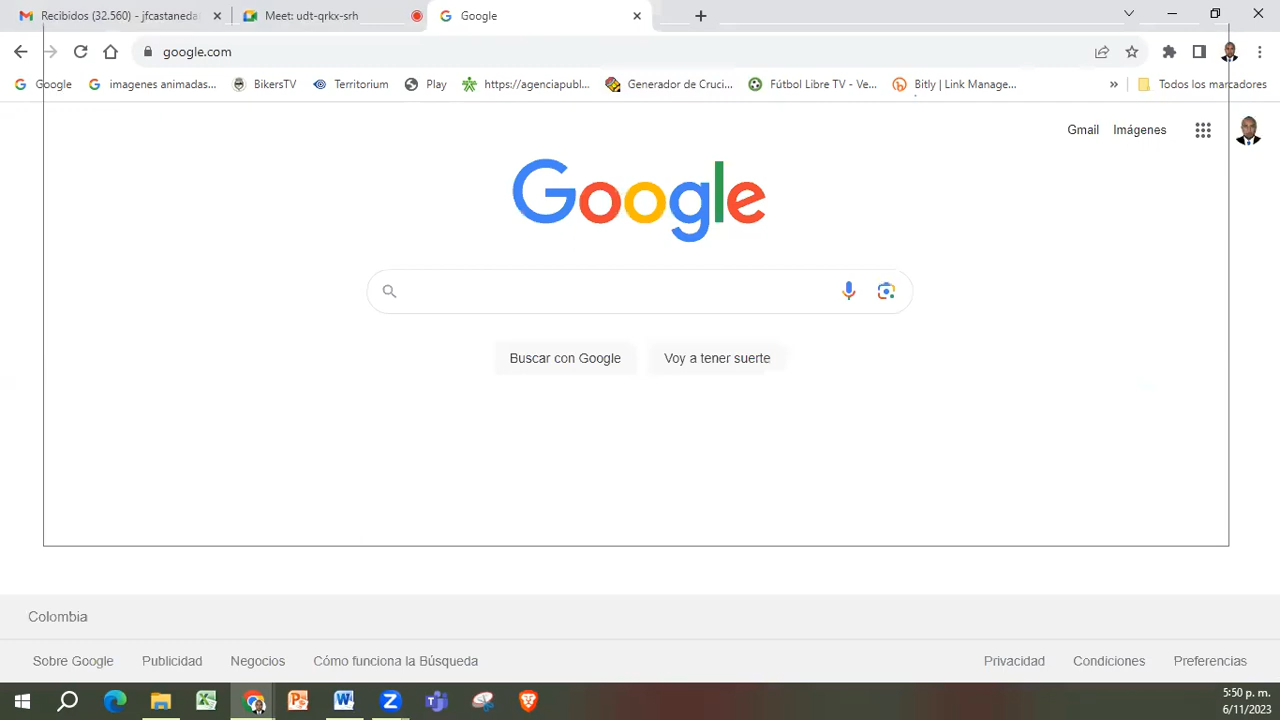 Recibidos (32.560) - jfcastaneda
Meet: udt-qrkx-srh
Google
google.com
Google
imagenes animadas...
BikersTV
Territorium
Play
https://agenciapubl...
Generador de Cruci...
Fútbol Libre TV - Ve...
Bitly | Link Manage...
»
Todos los marcadores
Gmail
Imágenes
Google
Buscar con Google
Voy a tener suerte
Colombia
Sobre Google
Publicidad
Negocios
Cómo funciona la Búsqueda
Privacidad
Condiciones
Preferencias
5:50 p. m.
6/11/2023